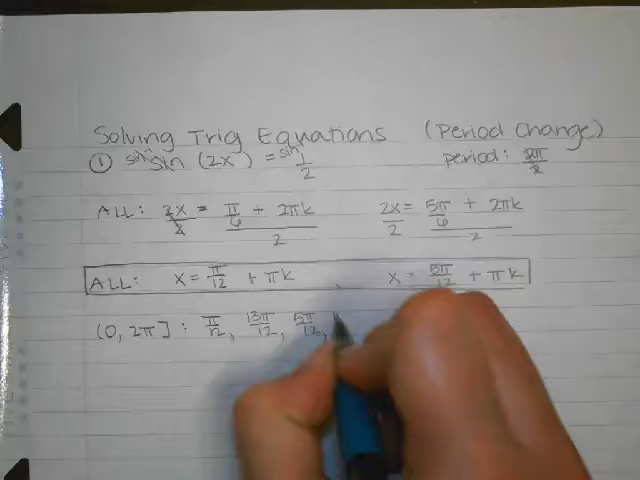 Solving Trig Equations (Period Change)
① sin⁻¹ sin (2x) = sin⁻¹ 1/2 period: 2π/2
ALL: 2x/2 = π/6 + 2πk/2 2x/2 = 5π/6 + 2πk/2
ALL: x = π/12 + πk x = 5π/12 + πk
(0, 2π] : π/12, 13π/12, 5π/12,